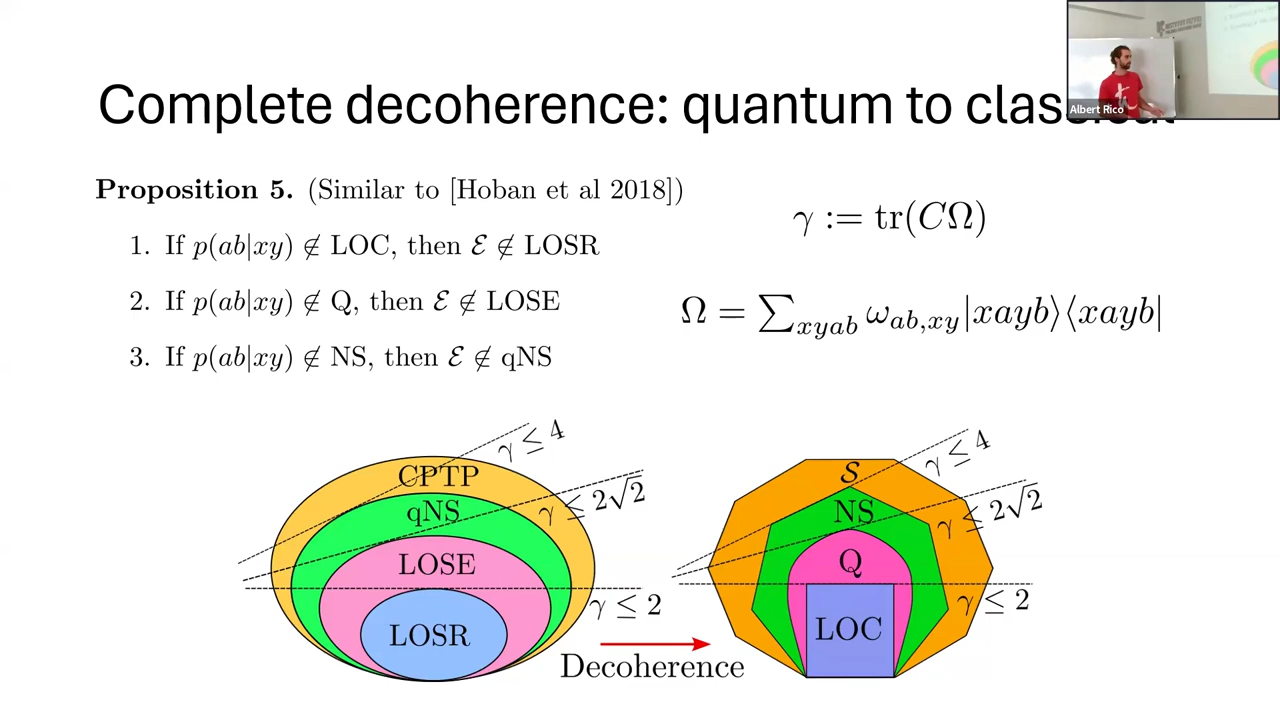 Complete decoherence: quantum to
Albert Rico
Proposition 5. (Similar to [Hoban et al 2018])
1. If p(ab|xy) ∉ LOC, then ℰ ∉ LOSR
2. If p(ab|xy) ∉ Q, then ℰ ∉ LOSE
3. If p(ab|xy) ∉ NS, then ℰ ∉ qNS
γ := tr(CΩ)
Ω = ∑_{xyab} ω_{ab,xy}|xayb⟩⟨xayb|
γ ≤ 4
CPTP
γ ≤ 2√2
qNS
LOSE
γ ≤ 2
LOSR
Decoherence
γ ≤ 4
𝒮
γ ≤ 2√2
NS
Q
γ ≤ 2
LOC